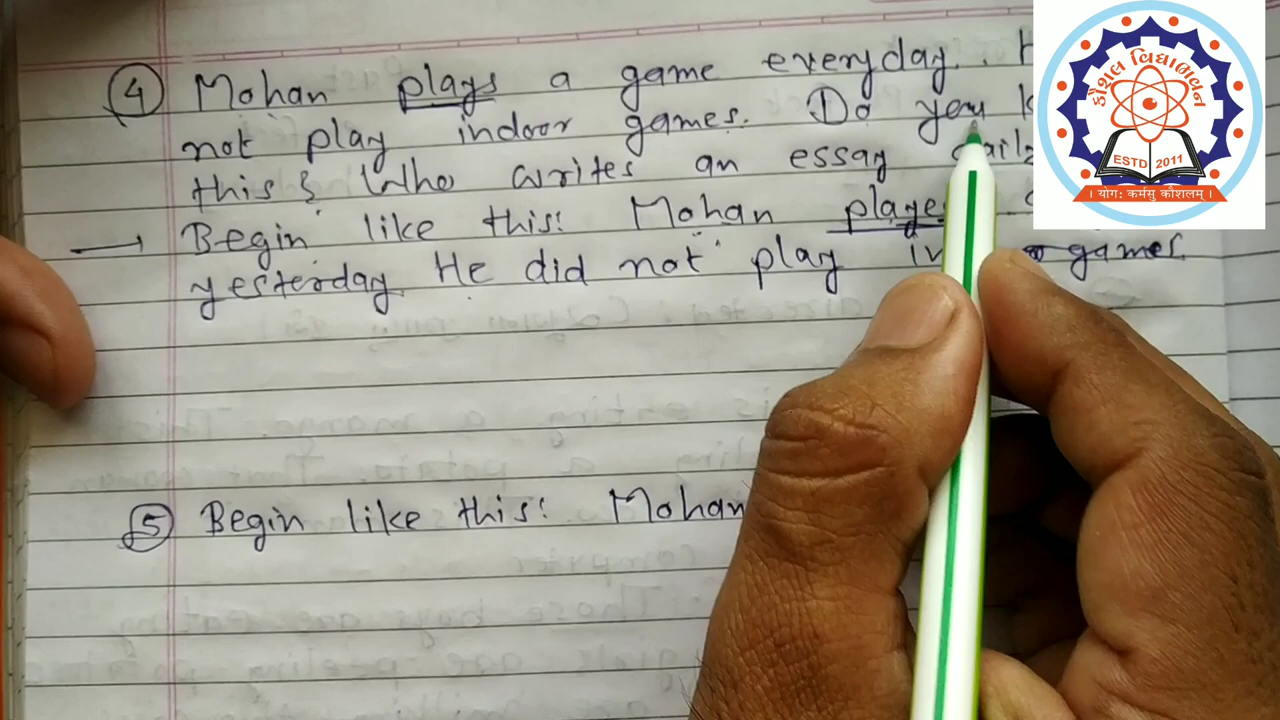 4 Mohan plays a game everyday. H
not play indoor games. Do you k
this? Who writes an essay daily
→ Begin like this: Mohan played
yesterday. He did not play in games.
5 Begin like this: Mohan
કૌશલ વિદ્યાભવન
ESTD 2011
। योगः कर्मसु कौशलम् ।